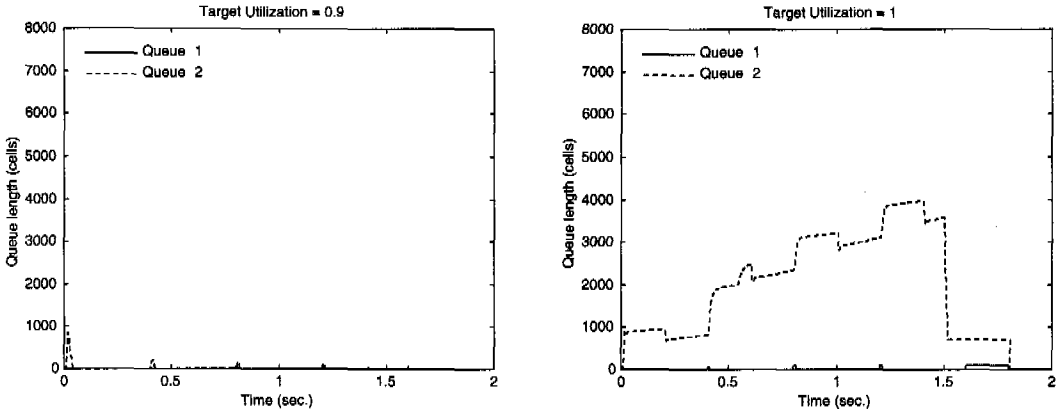 Target Utilization = 0.9
8000
7000
6000
5000
4000
3000
2000
1000
0
Queue length (cells)
Queue 1
Queue 2
0
0.5
1
1.5
2
Time (sec.)
Target Utilization = 1
8000
7000
6000
5000
4000
3000
2000
1000
0
Queue length (cells)
Queue 1
Queue 2
0
0.5
1
1.5
2
Time (sec.)